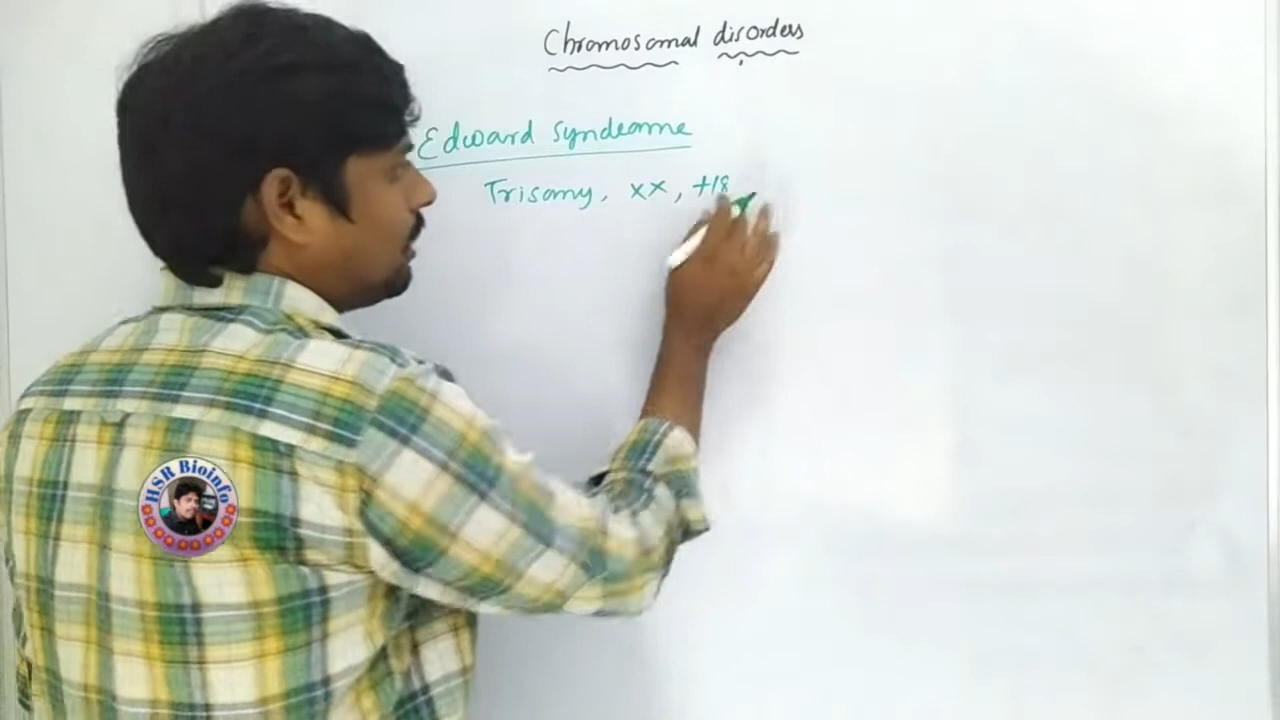 Chromosomal disorders
Edward Syndrome
Trisomy, XX, +18
HSR Bioinfo